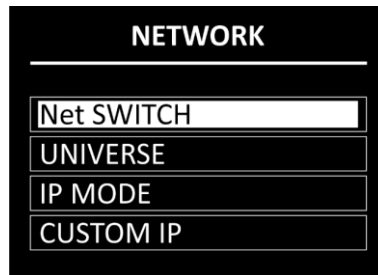 NETWORK
Net SWITCH
UNIVERSE
IP MODE
CUSTOM IP